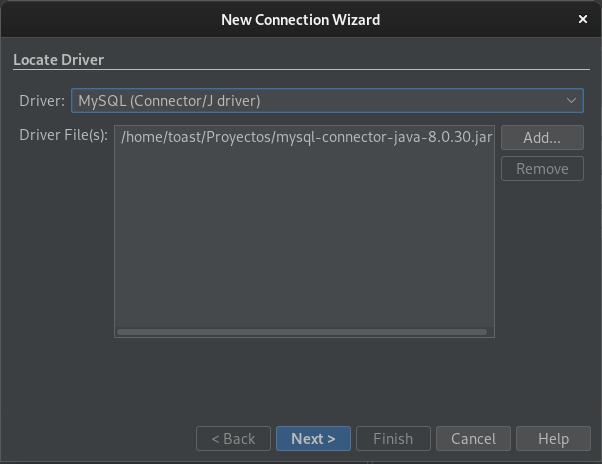 New Connection Wizard
×
Locate Driver
Driver: MySQL (Connector/J driver)
Driver File(s): /home/toast/Proyectos/mysql-connector-java-8.0.30.jar Add...
Remove
< Back Next > Finish Cancel Help